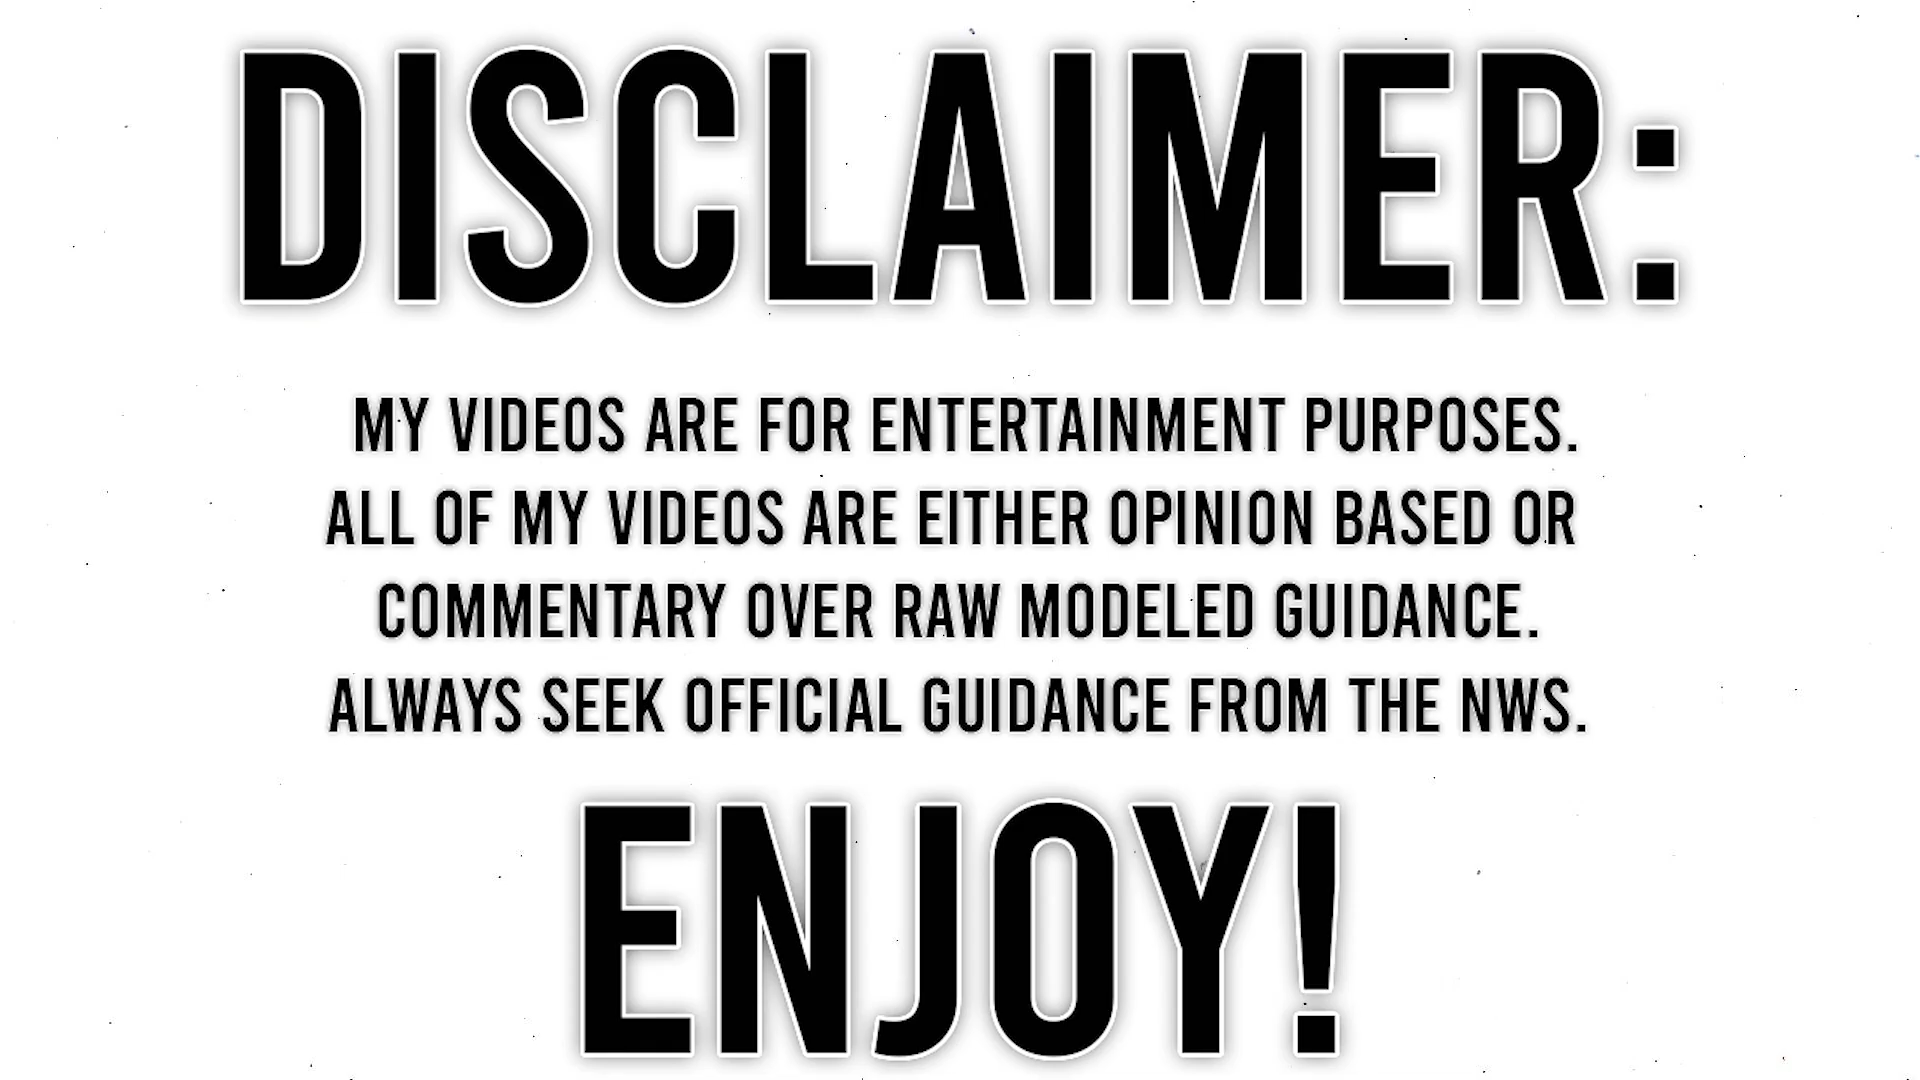 DISCLAIMER:
MY VIDEOS ARE FOR ENTERTAINMENT PURPOSES.
ALL OF MY VIDEOS ARE EITHER OPINION BASED OR
COMMENTARY OVER RAW MODELED GUIDANCE.
ALWAYS SEEK OFFICIAL GUIDANCE FROM THE NWS.
ENJOY!